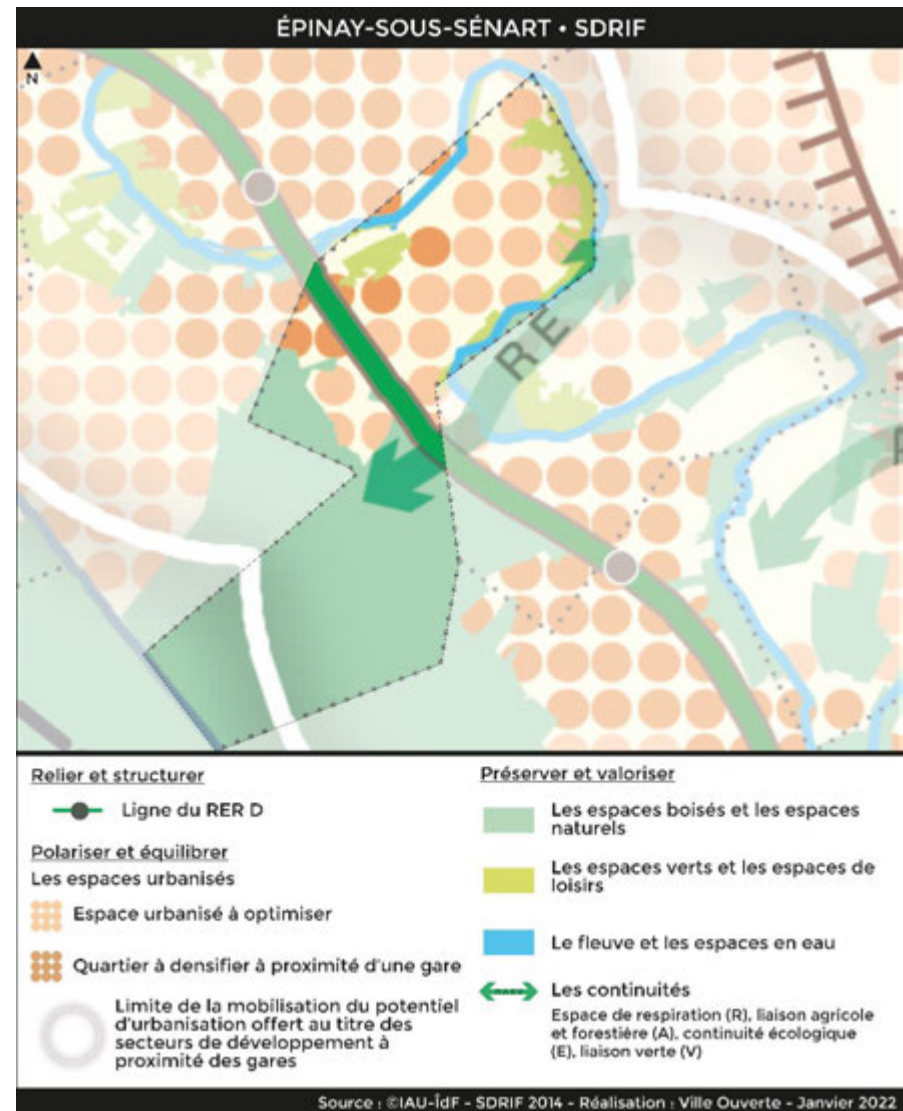 ÉPINAY-SOUS-SÉNART • SDRIF
N
RE
Relier et structurer
Ligne du RER D
Polariser et équilibrer
Les espaces urbanisés
Espace urbanisé à optimiser
Quartier à densifier à proximité d'une gare
Limite de la mobilisation du potentiel
d'urbanisation offert au titre des
secteurs de développement à
proximité des gares
Préserver et valoriser
Les espaces boisés et les espaces
naturels
Les espaces verts et les espaces de
loisirs
Le fleuve et les espaces en eau
Les continuités
Espace de respiration (R), liaison agricole
et forestière (A), continuité écologique
(E), liaison verte (V)
Source : ©IAU-ÎdF - SDRIF 2014 - Réalisation : Ville Ouverte - Janvier 2022